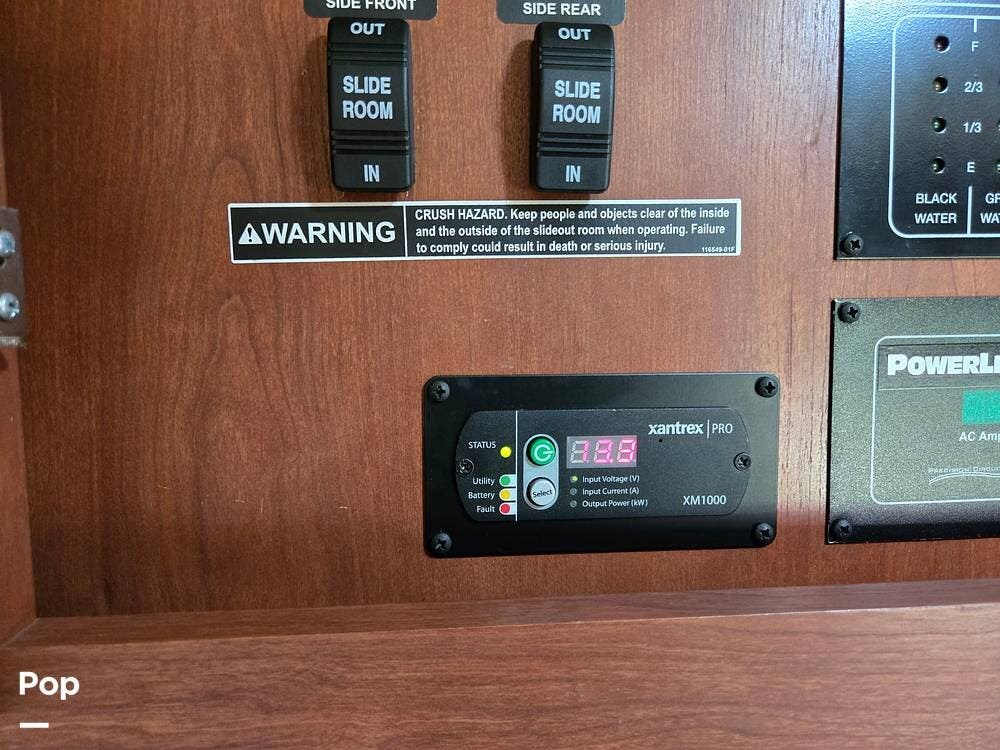 SIDE FRONT
OUT
SLIDE
ROOM
IN
SIDE REAR
OUT
SLIDE
ROOM
IN
WARNING
CRUSH HAZARD. Keep people and objects clear of the inside
and the outside of the slideout room when operating. Failure
to comply could result in death or serious injury.
116549-01F
F
2/3
1/3
E
BLACK
WATER
xantrex PRO
STATUS
Utility
Battery
Fault
Select
Input Voltage (V)
Input Current (A)
Output Power (kW)
XM1000
AC
Pop